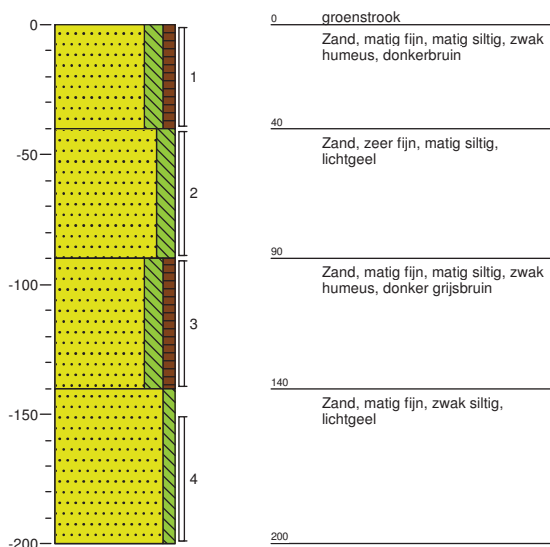 0
-50
-100
-150
-200
1
2
3
4
0 groenstrook
Zand, matig fijn, matig siltig, zwak
humeus, donkerbruin
40
Zand, zeer fijn, matig siltig,
lichtgeel
90
Zand, matig fijn, matig siltig, zwak
humeus, donker grijsbruin
140
Zand, matig fijn, zwak siltig,
lichtgeel
200